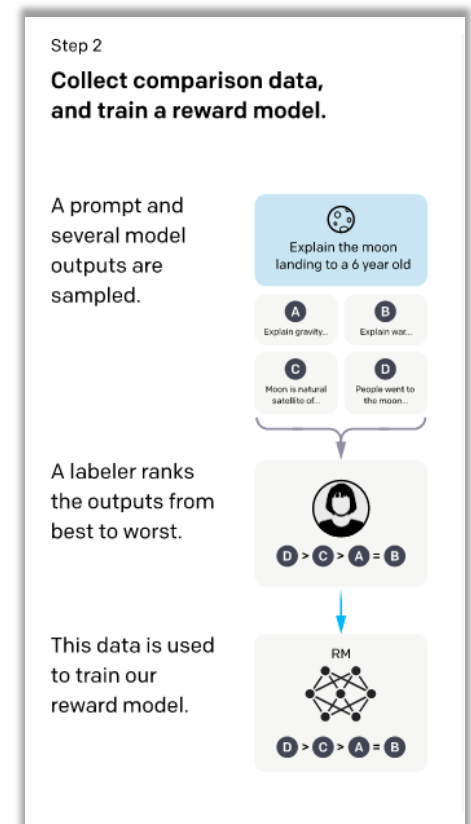 Step 2
Collect comparison data,
and train a reward model.
A prompt and
several model
outputs are
sampled.
Explain the moon
landing to a 6 year old
A
Explain gravity...
B
Explain war...
C
Moon is natural
satellite of...
D
People went to
the moon...
A labeler ranks
the outputs from
best to worst.
D > C > A = B
This data is used
to train our
reward model.
RM
D > C > A = B